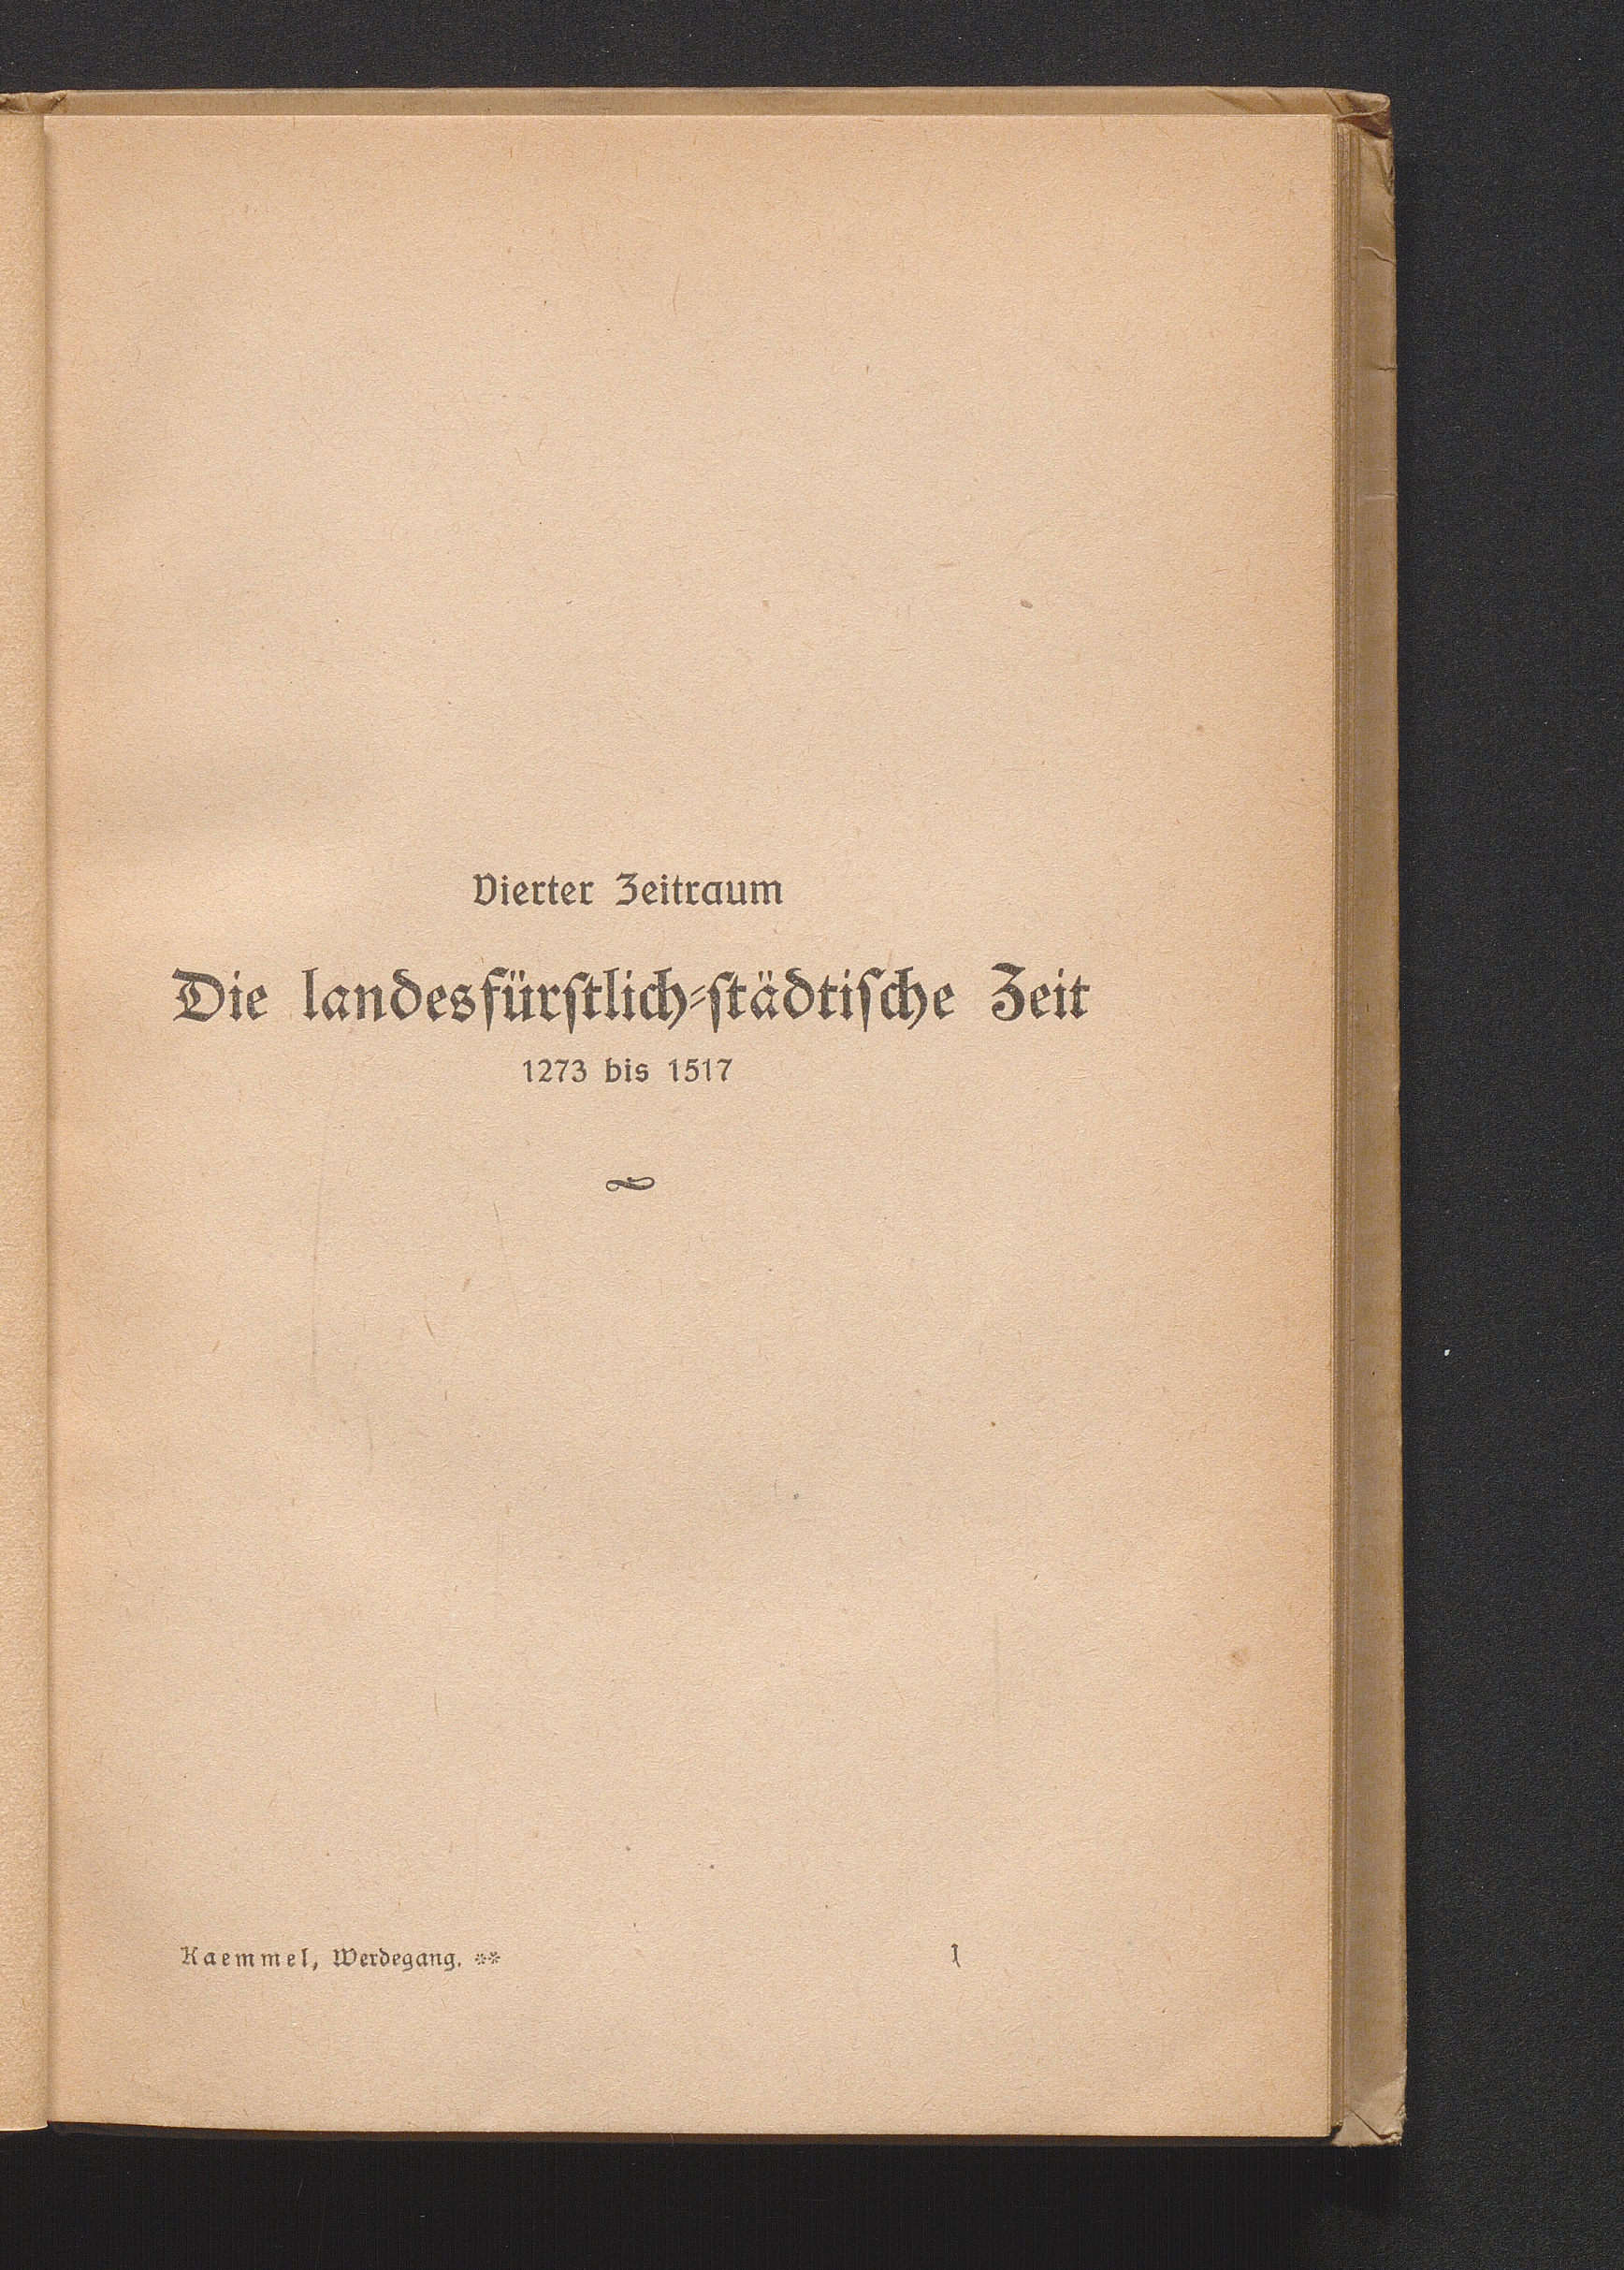 Vierter Zeitraum
Die landesfürſtlich-ſtädtiſche Zeit
1273 bis 1517
Kaemmel, Werdegang. ** 1